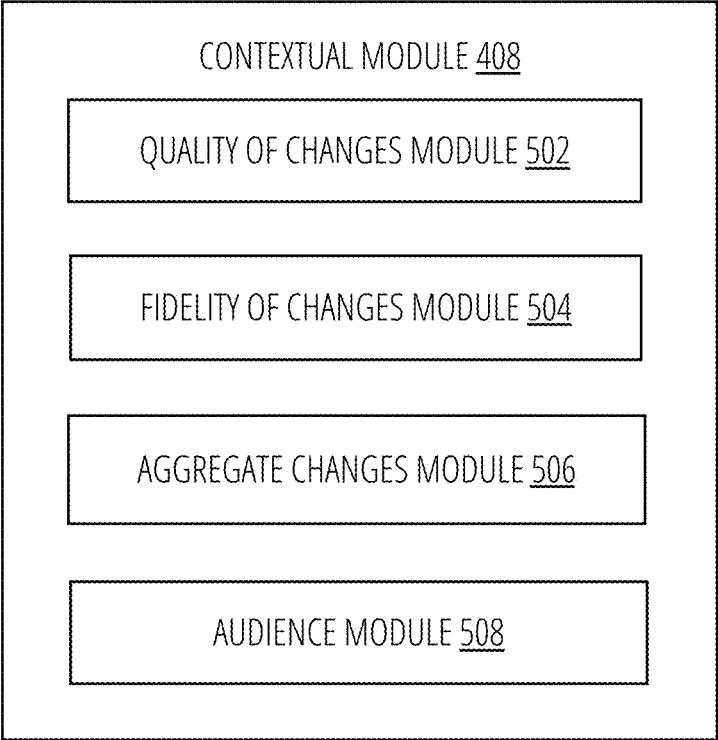 CONTEXTUAL MODULE 408
QUALITY OF CHANGES MODULE 502
FIDELITY OF CHANGES MODULE 504
AGGREGATE CHANGES MODULE 506
AUDIENCE MODULE 508